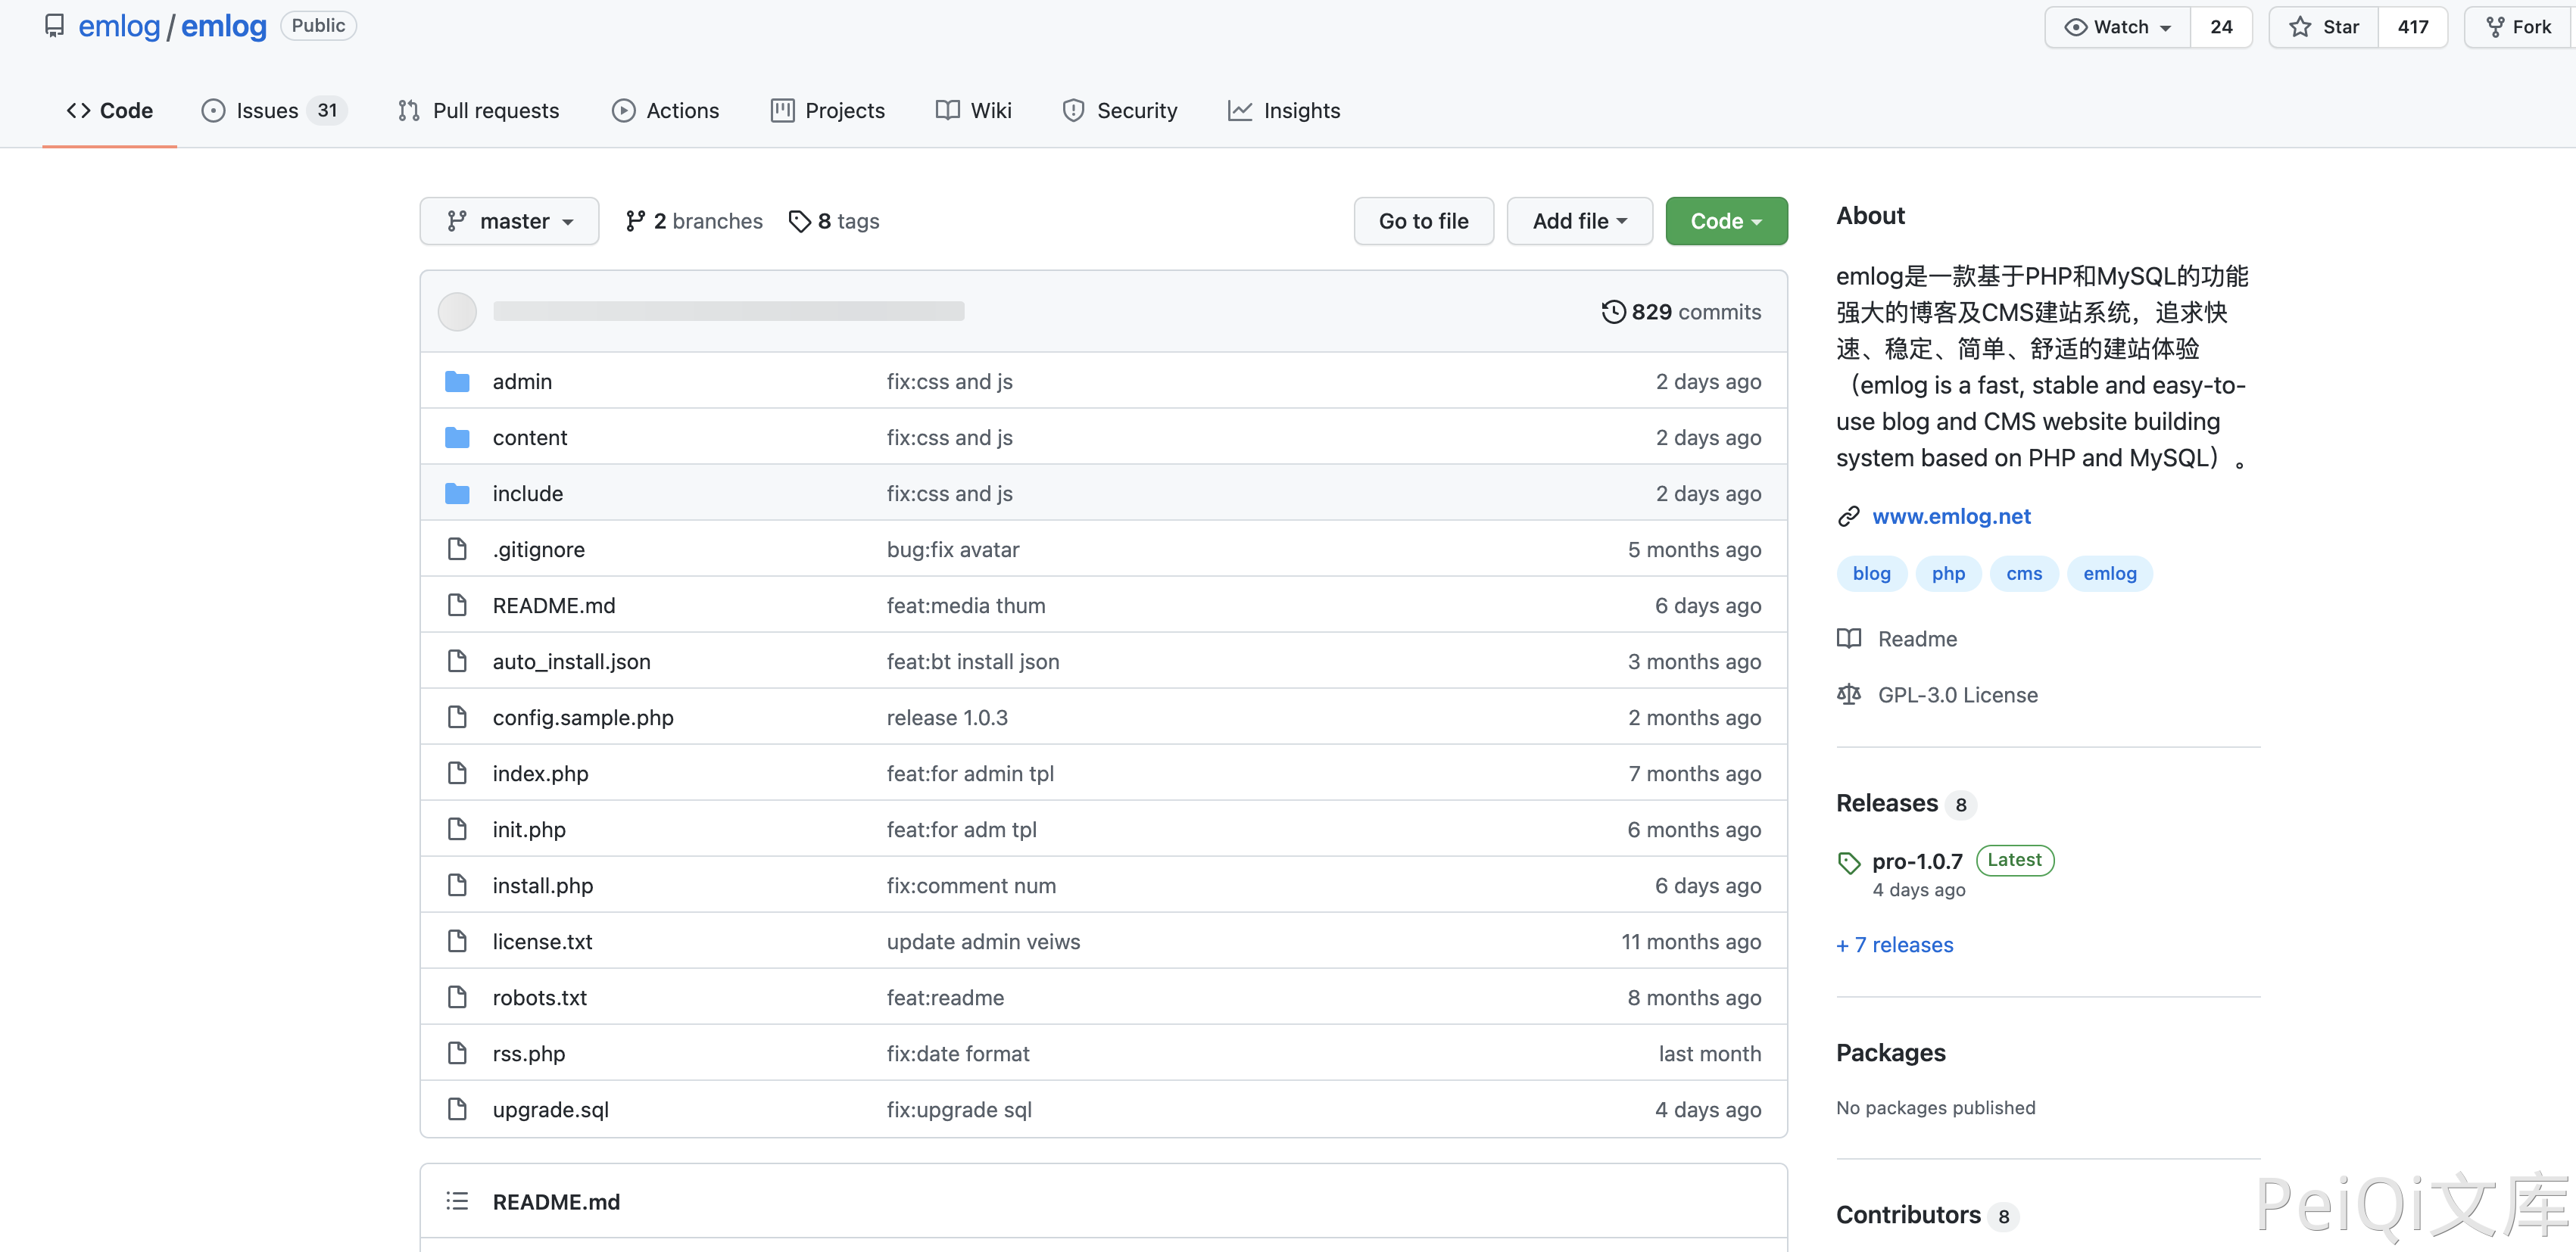 emlog / emlog Public
Watch 24 Star 417 Fork
Code Issues 31 Pull requests Actions Projects Wiki Security Insights
master 2 branches 8 tags Go to file Add file Code
829 commits
admin fix:css and js 2 days ago
content fix:css and js 2 days ago
include fix:css and js 2 days ago
.gitignore bug:fix avatar 5 months ago
README.md feat:media thum 6 days ago
auto_install.json feat:bt install json 3 months ago
config.sample.php release 1.0.3 2 months ago
index.php feat:for admin tpl 7 months ago
init.php feat:for adm tpl 6 months ago
install.php fix:comment num 6 days ago
license.txt update admin veiws 11 months ago
robots.txt feat:readme 8 months ago
rss.php fix:date format last month
upgrade.sql fix:upgrade sql 4 days ago
README.md
About
emlog是一款基于PHP和MySQL的功能
强大的博客及CMS建站系统，追求快
速、稳定、简单、舒适的建站体验
（emlog is a fast, stable and easy-to-
use blog and CMS website building
system based on PHP and MySQL）。
www.emlog.net
blog php cms emlog
Readme
GPL-3.0 License
Releases 8
pro-1.0.7 Latest
4 days ago
+ 7 releases
Packages
No packages published
Contributors 8
PeiQi文库